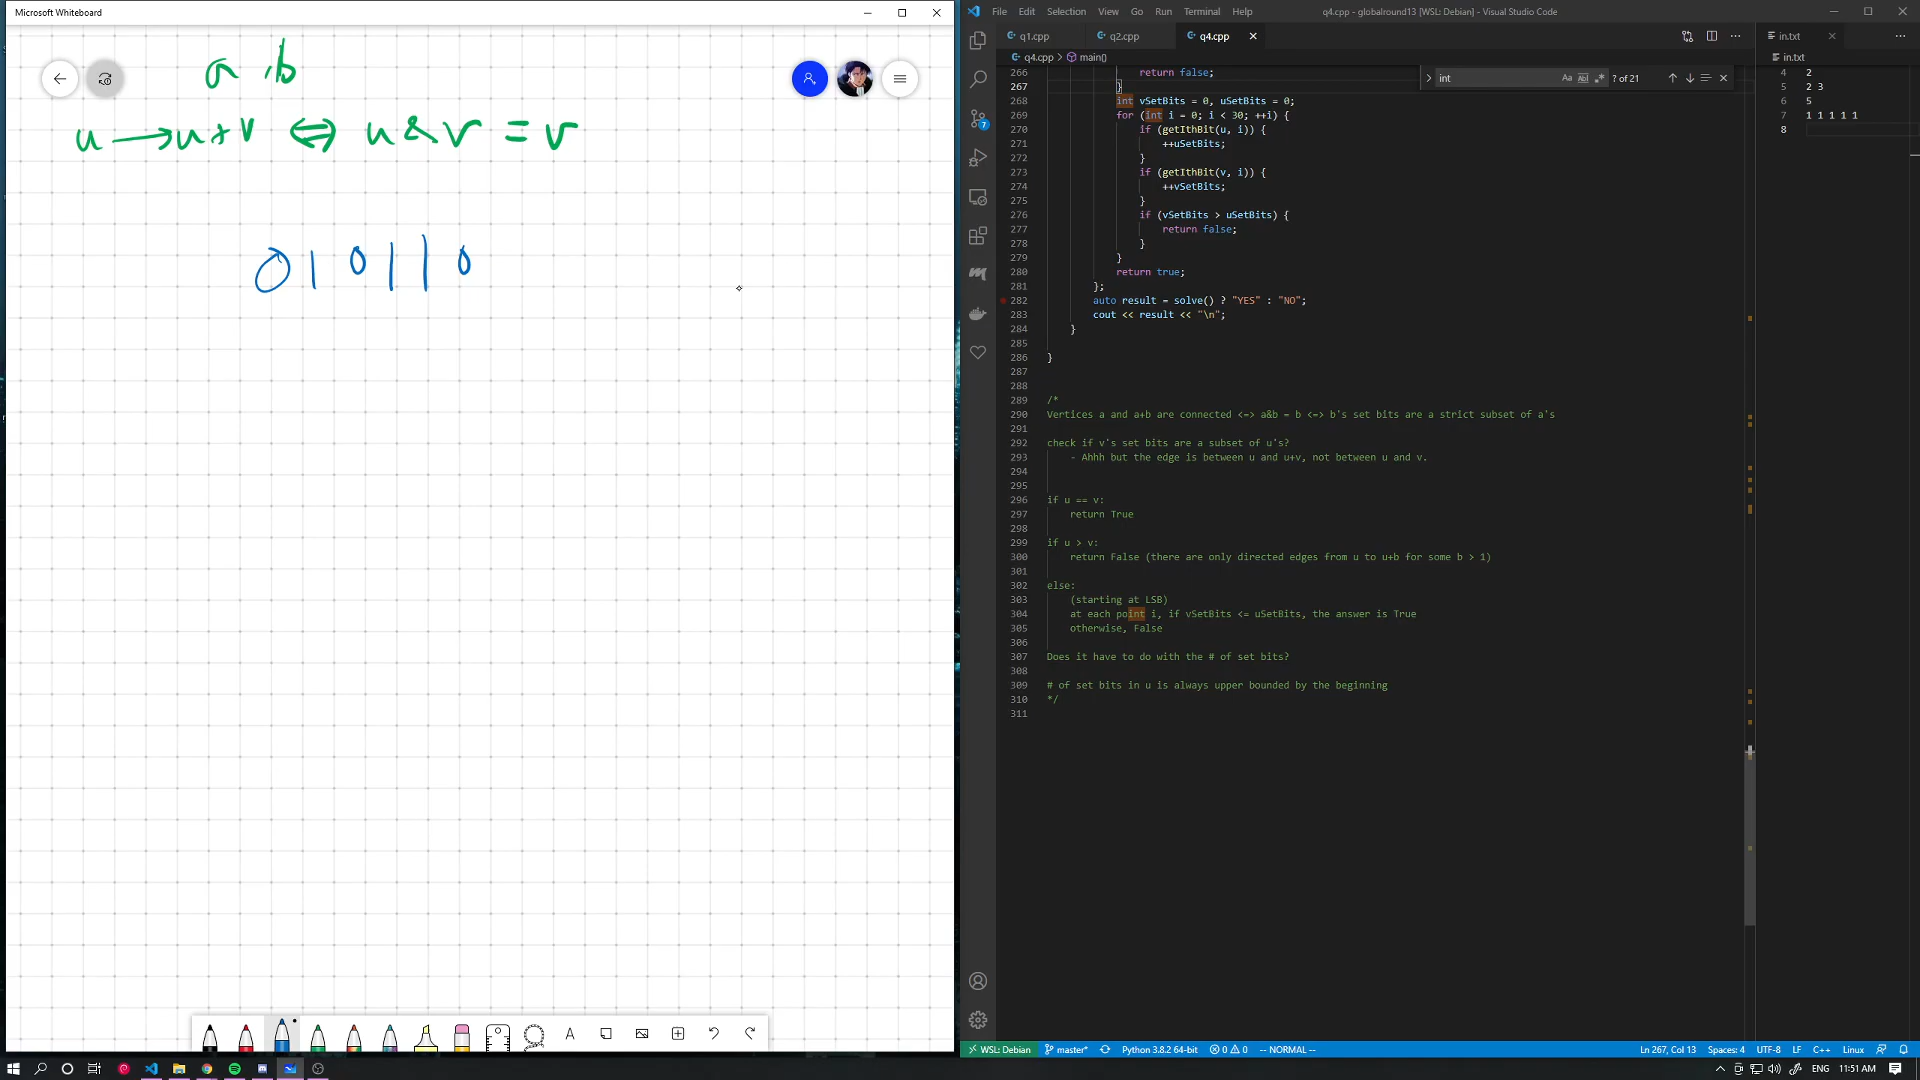 Microsoft Whiteboard
a , b
u → u+v ⇔ u & v = v
0 1 0 1 1 0
File Edit Selection View Go Run Terminal Help
q4.cpp - globalround13 [WSL: Debian] - Visual Studio Code
q1.cpp q2.cpp q4.cpp
q4.cpp > main()
int
Aa
? of 21
266 return false;
267 }
268 int vSetBits = 0, uSetBits = 0;
269 for (int i = 0; i < 30; ++i) {
270 if (getIthBit(u, i)) {
271 ++uSetBits;
272 }
273 if (getIthBit(v, i)) {
274 ++vSetBits;
275 }
276 if (vSetBits > uSetBits) {
277 return false;
278 }
279 }
280 return true;
281 };
282 auto result = solve() ? "YES" : "NO";
283 cout << result << "\n";
284 }
285
286 }
287
288
289 /*
290 Vertices a and a+b are connected <=> a&b = b <=> b's set bits are a strict subset of a's
291
292 check if v's set bits are a subset of u's?
293 - Ahhh but the edge is between u and u+v, not between u and v.
294
295
296 if u == v:
297 return True
298
299 if u > v:
300 return False (there are only directed edges from u to u+b for some b > 1)
301
302 else:
303 (starting at LSB)
304 at each point i, if vSetBits <= uSetBits, the answer is True
305 otherwise, False
306
307 Does it have to do with the # of set bits?
308
309 # of set bits in u is always upper bounded by the beginning
310 */
311
in.txt
in.txt
4 2
5 2 3
6 5
7 1 1 1 1 1
8
7
WSL: Debian master* Python 3.8.2 64-bit 0 0 -- NORMAL -- Ln 267, Col 13 Spaces: 4 UTF-8 LF C++ Linux
ENG 11:51 AM